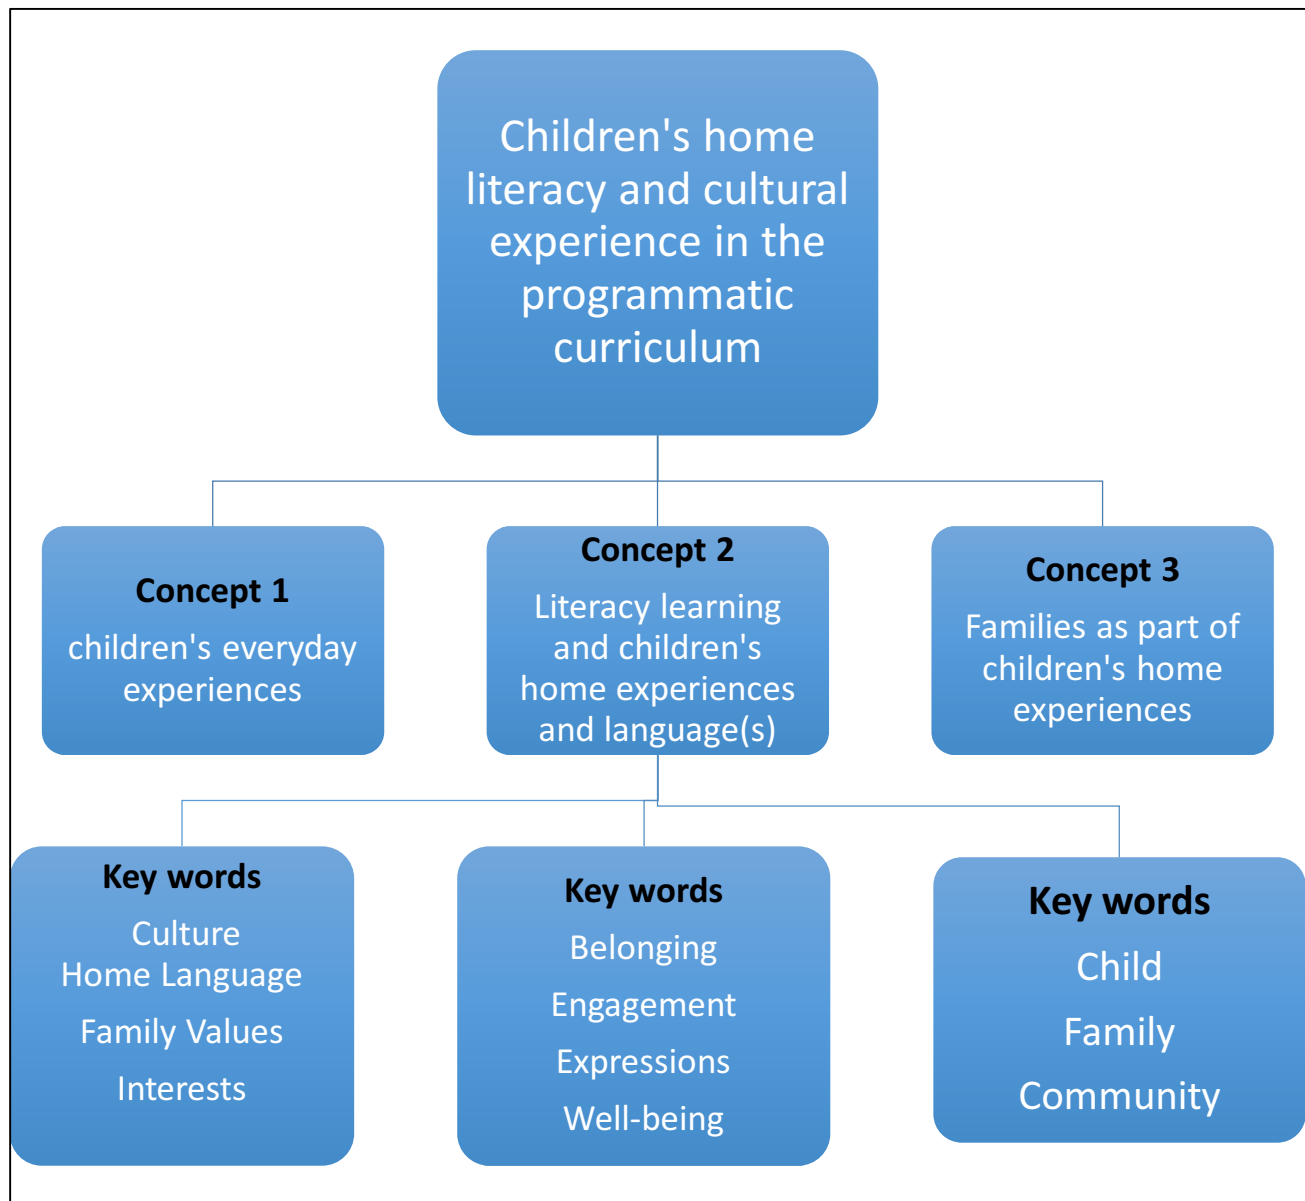 Children's home
literacy and cultural
experience in the
programmatic
curriculum
Concept 1
children's everyday
experiences
Concept 2
Literacy learning
and children's
home experiences
and language(s)
Concept 3
Families as part of
children's home
experiences
Key words
Culture
Home Language
Family Values
Interests
Key words
Belonging
Engagement
Expressions
Well-being
Key words
Child
Family
Community